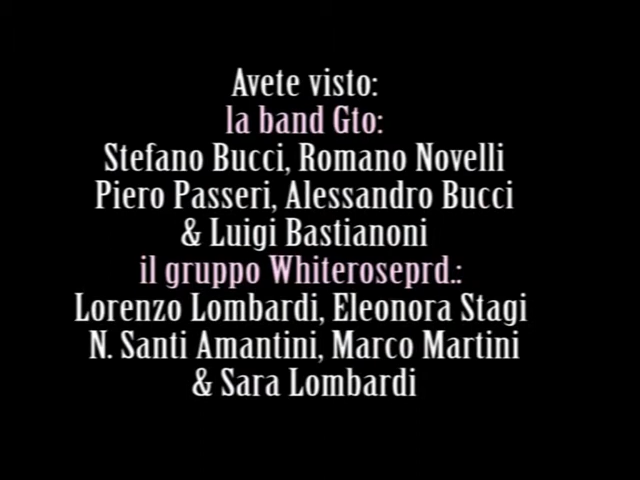 Avete visto:
la band Gto:
Stefano Bucci, Romano Novelli
Piero Passeri, Alessandro Bucci
& Luigi Bastianoni
il gruppo Whiteroseprd.:
Lorenzo Lombardi, Eleonora Stagi
N. Santi Amantini, Marco Martini
& Sara Lombardi